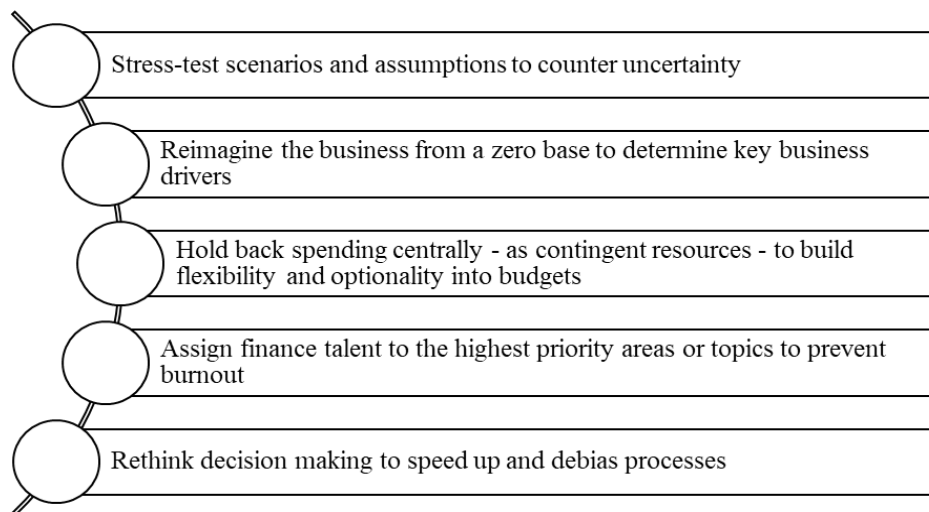 Stress-test scenarios and assumptions to counter uncertainty
Reimagine the business from a zero base to determine key business
drivers
Hold back spending centrally - as contingent resources - to build
flexibility and optionality into budgets
Assign finance talent to the highest priority areas or topics to prevent
burnout
Rethink decision making to speed up and debias processes